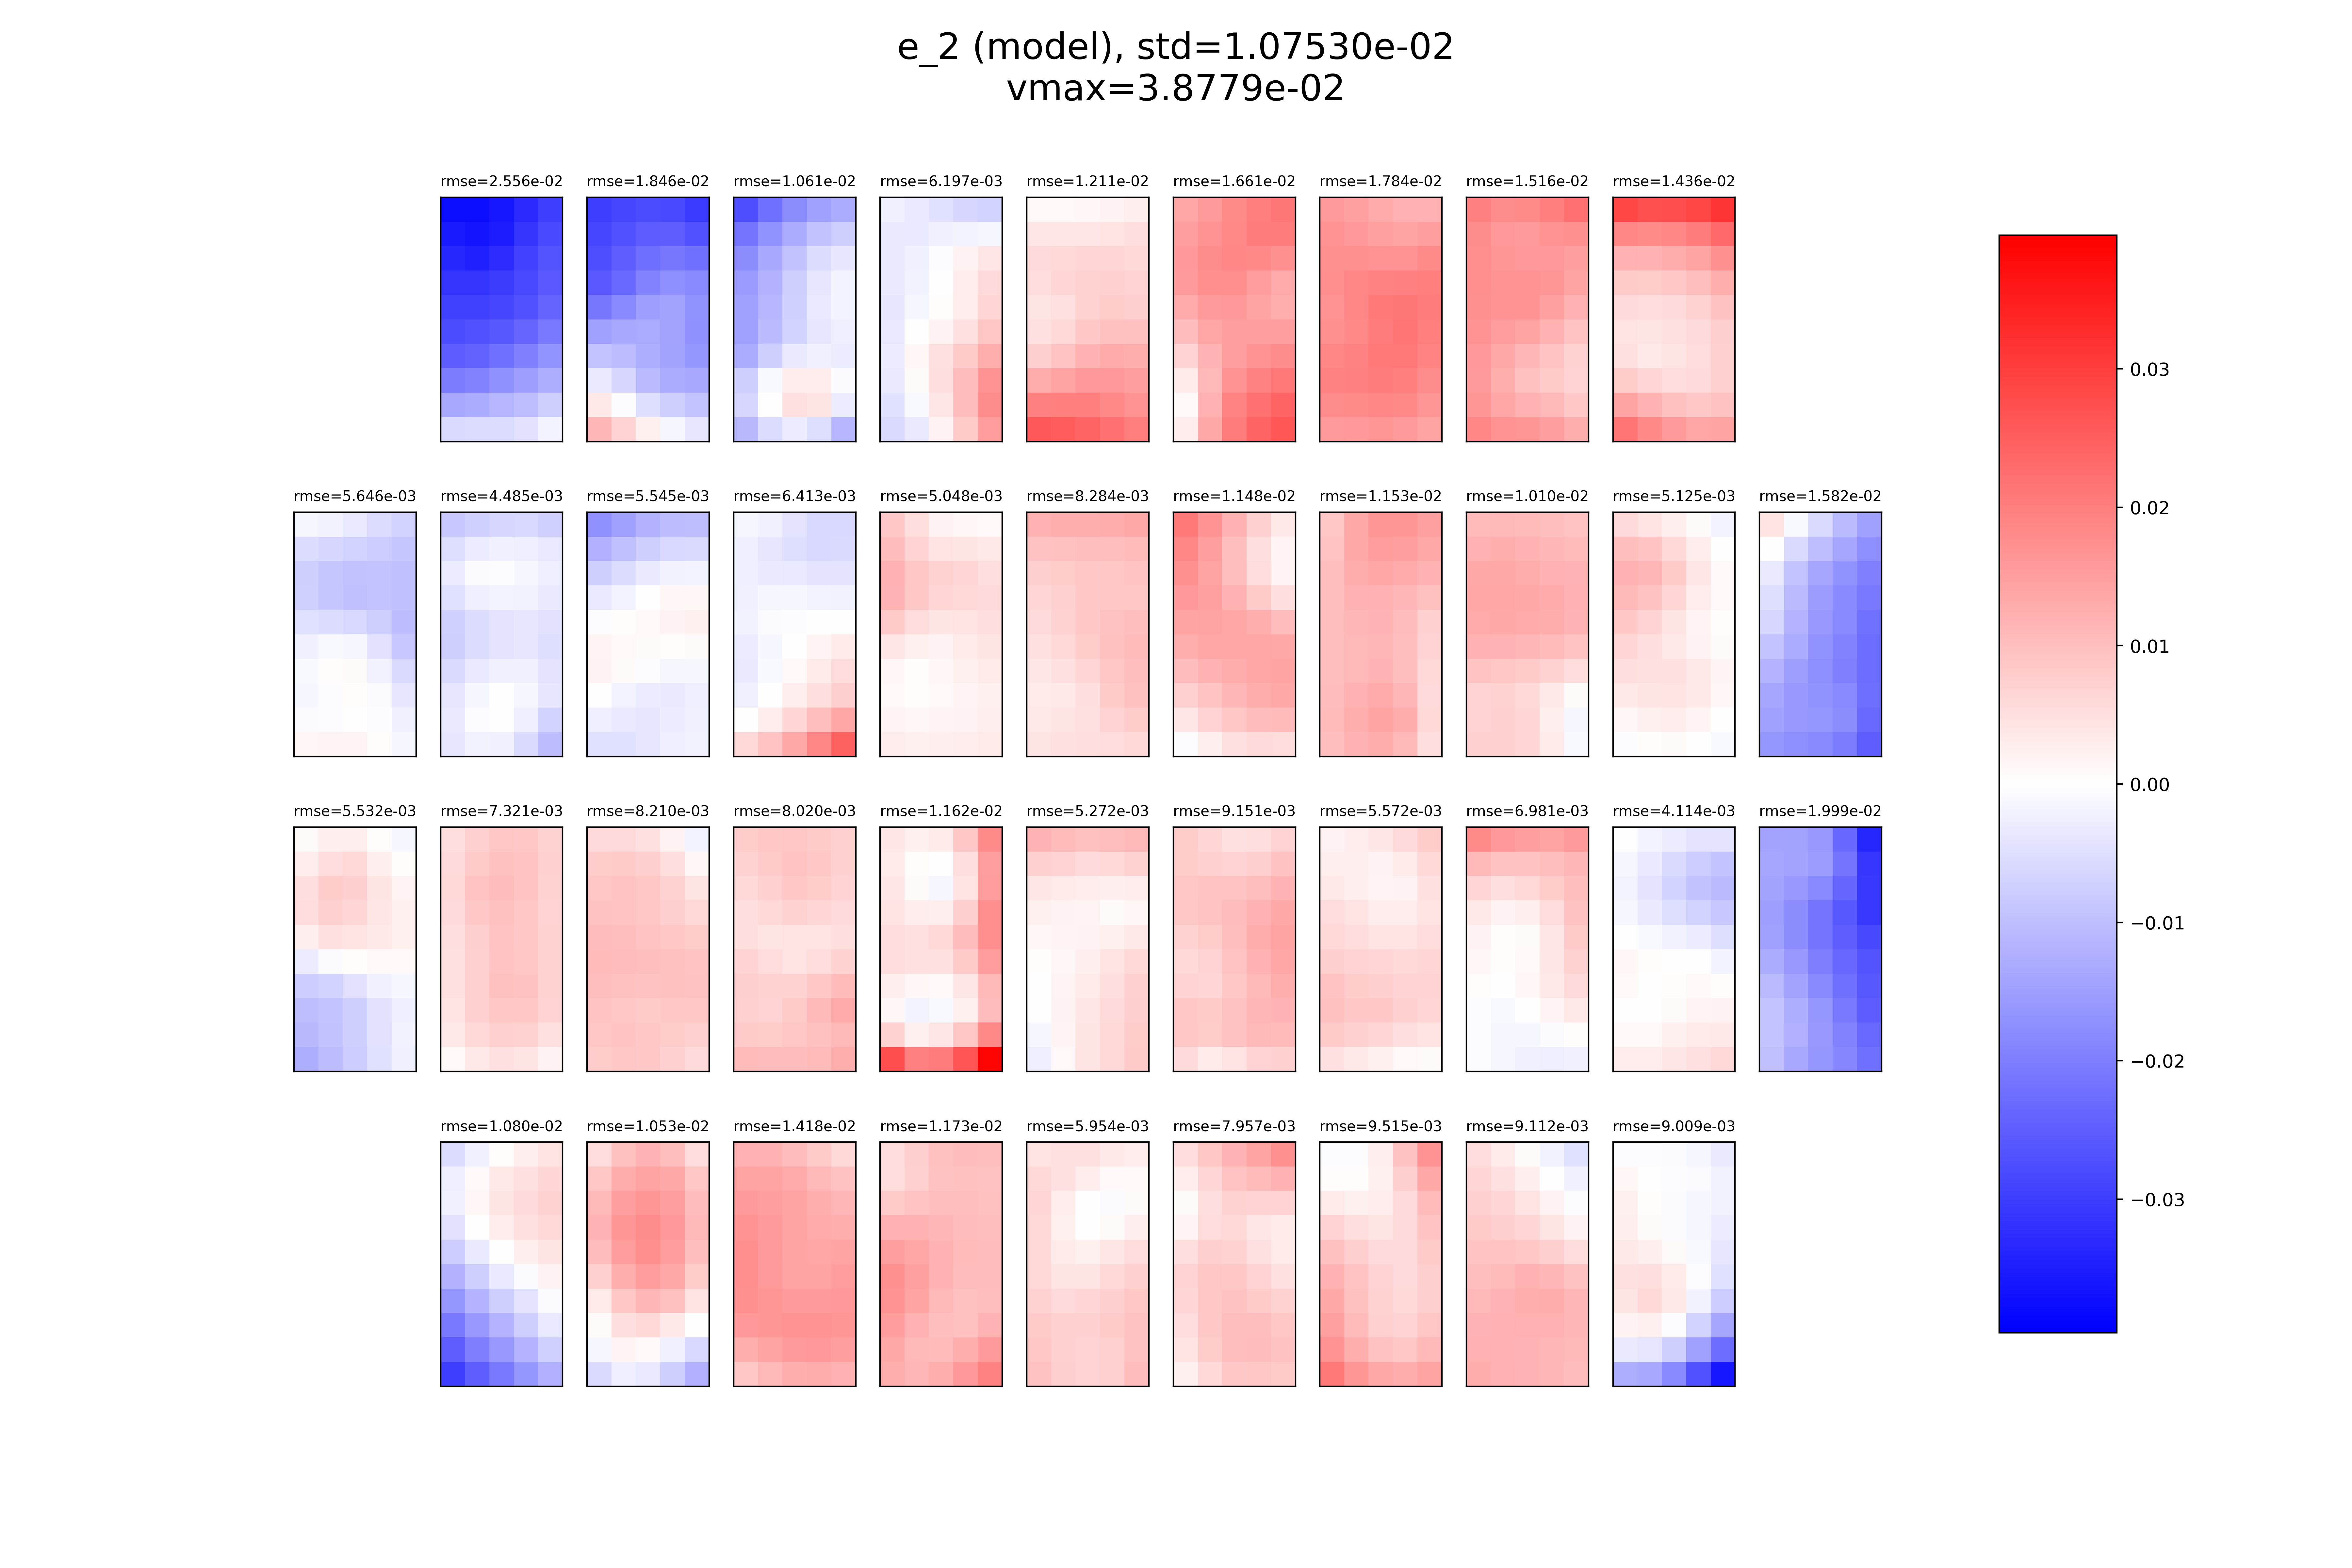 e_2 (model), std=1.07530e-02
vmax=3.8779e-02
rmse=2.556e-02 rmse=1.846e-02 rmse=1.061e-02 rmse=6.197e-03 rmse=1.211e-02 rmse=1.661e-02 rmse=1.784e-02 rmse=1.516e-02 rmse=1.436e-02
rmse=5.646e-03 rmse=4.485e-03 rmse=5.545e-03 rmse=6.413e-03 rmse=5.048e-03 rmse=8.284e-03 rmse=1.148e-02 rmse=1.153e-02 rmse=1.010e-02 rmse=5.125e-03 rmse=1.582e-02
rmse=5.532e-03 rmse=7.321e-03 rmse=8.210e-03 rmse=8.020e-03 rmse=1.162e-02 rmse=5.272e-03 rmse=9.151e-03 rmse=5.572e-03 rmse=6.981e-03 rmse=4.114e-03 rmse=1.999e-02
rmse=1.080e-02 rmse=1.053e-02 rmse=1.418e-02 rmse=1.173e-02 rmse=5.954e-03 rmse=7.957e-03 rmse=9.515e-03 rmse=9.112e-03 rmse=9.009e-03
0.03
0.02
0.01
0.00
−0.01
−0.02
−0.03